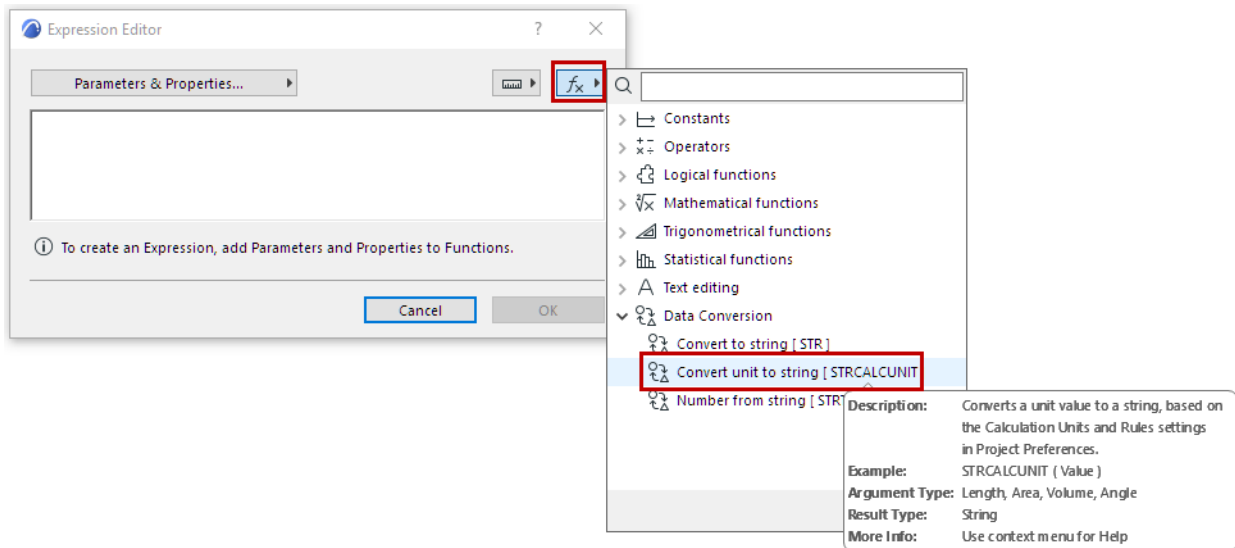 Expression Editor
?
Parameters & Properties...
fx
Constants
Operators
Logical functions
Mathematical functions
Trigonometrical functions
Statistical functions
Text editing
Data Conversion
Convert to string [ STR ]
Convert unit to string [ STRCALCUNIT
Number from string [ STRT
To create an Expression, add Parameters and Properties to Functions.
Cancel
OK
Description: Converts a unit value to a string, based on
the Calculation Units and Rules settings
in Project Preferences.
Example: STRCALCUNIT ( Value )
Argument Type: Length, Area, Volume, Angle
Result Type: String
More Info: Use context menu for Help